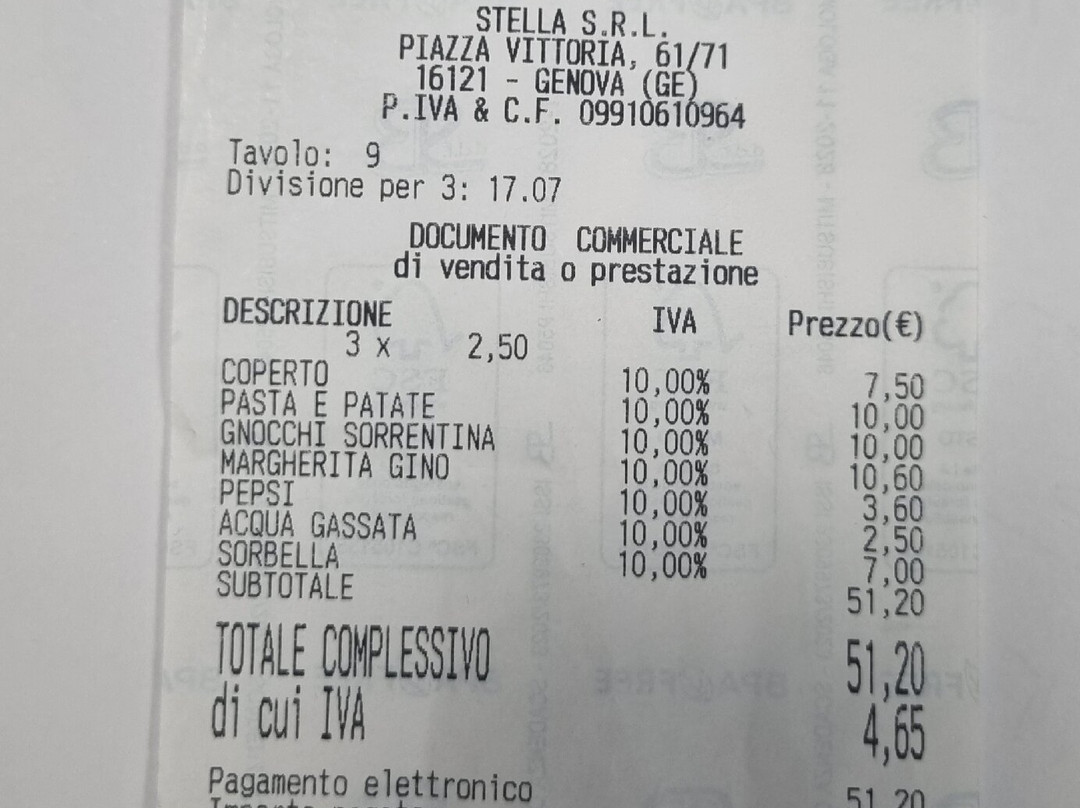 STELLA S.R.L.
PIAZZA VITTORIA, 61/71
16121 - GENOVA (GE)
P.IVA & C.F. 09910610964
Tavolo: 9
Divisione per 3: 17.07
DOCUMENTO COMMERCIALE
di vendita o prestazione
DESCRIZIONE IVA Prezzo(€)
3 x 2,50
COPERTO 10,00% 7,50
PASTA E PATATE 10,00% 10,00
GNOCCHI SORRENTINA 10,00% 10,00
MARGHERITA GINO 10,00% 10,60
PEPSI 10,00% 3,60
ACQUA GASSATA 10,00% 2,50
SORBELLA 10,00% 7,00
SUBTOTALE 51,20
TOTALE COMPLESSIVO 51,20
di cui IVA 4,65
Pagamento elettronico 51,20